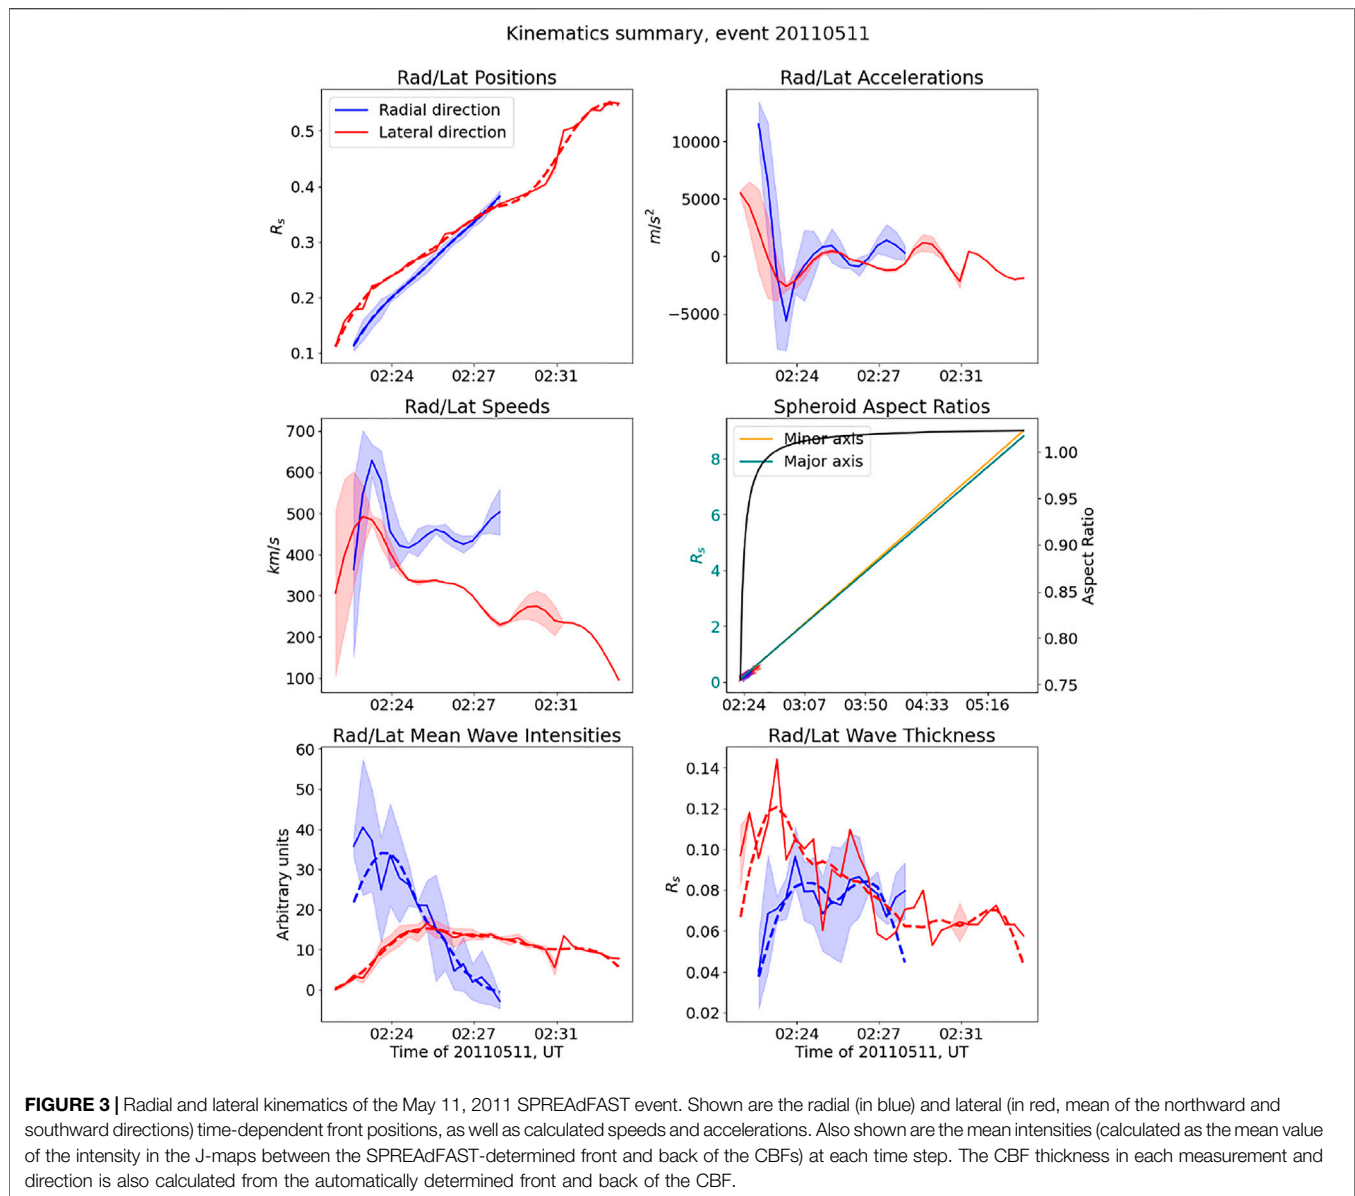 Kinematics summary, event 20110511
Rad/Lat Positions
Radial direction
Lateral direction
0.5
0.4
0.3
0.2
0.1
Rs
02:24 02:27 02:31
Rad/Lat Accelerations
10000
5000
0
−5000
m/s²
02:24 02:27 02:31
Rad/Lat Speeds
700
600
500
400
300
200
100
km/s
02:24 02:27 02:31
Spheroid Aspect Ratios
Minor axis
Major axis
8
6
4
2
0
Rs
1.00
0.95
0.90
0.85
0.80
0.75
Aspect Ratio
02:24 03:07 03:50 04:33 05:16
Rad/Lat Mean Wave Intensities
60
50
40
30
20
10
0
Arbitrary units
02:24 02:27 02:31
Time of 20110511, UT
Rad/Lat Wave Thickness
0.14
0.12
0.10
0.08
0.06
0.04
0.02
Rs
02:24 02:27 02:31
Time of 20110511, UT
FIGURE 3 | Radial and lateral kinematics of the May 11, 2011 SPREAdFAST event. Shown are the radial (in blue) and lateral (in red, mean of the northward and
southward directions) time-dependent front positions, as well as calculated speeds and accelerations. Also shown are the mean intensities (calculated as the mean value
of the intensity in the J-maps between the SPREAdFAST-determined front and back of the CBFs) at each time step. The CBF thickness in each measurement and
direction is also calculated from the automatically determined front and back of the CBF.